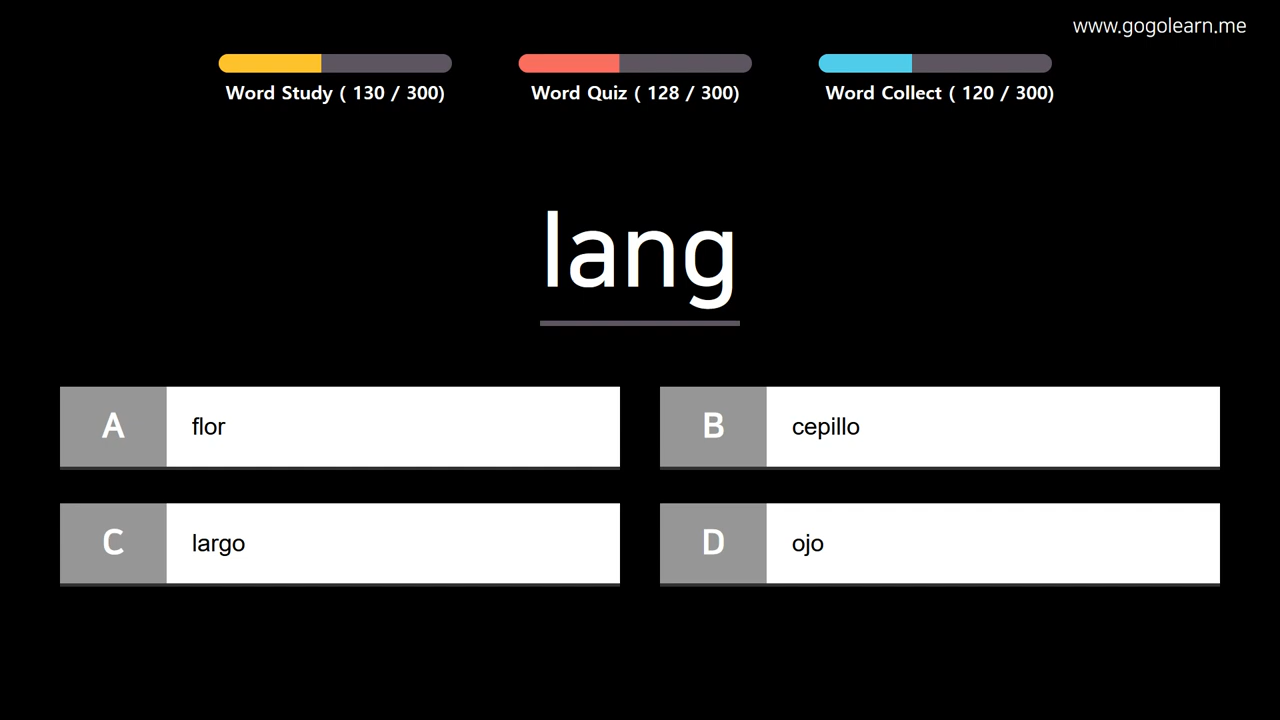 www.gogolearn.me
Word Study ( 130 / 300)
Word Quiz ( 128 / 300)
Word Collect ( 120 / 300)
lang
A flor
B cepillo
C largo
D ojo